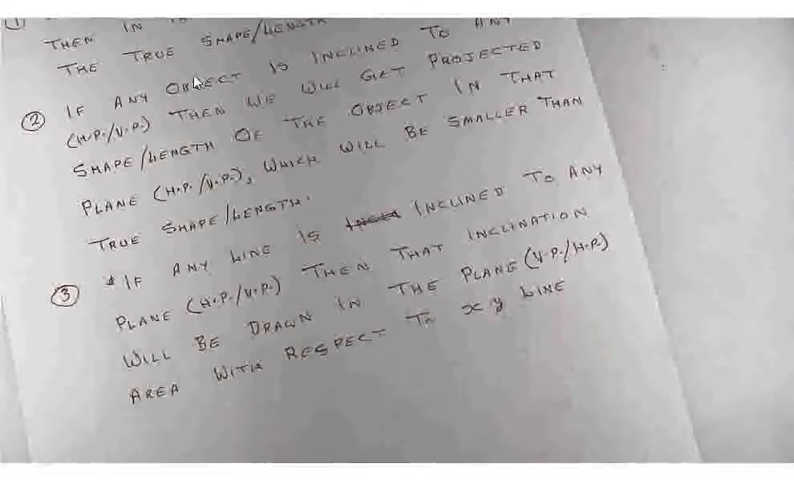 ①
THEN IN
THE TRUE SHAPE/LENGTH
② IF ANY OBJECT IS INCLINED TO ANY
(H.P./V.P.) THEN WE WILL GET PROJECTED
SHAPE/LENGTH OF THE OBJECT IN THAT
PLANE (H.P./V.P.), WHICH WILL BE SMALLER THAN
TRUE SHAPE/LENGTH.
③ *IF ANY LINE IS INCLINED TO ANY
PLANE (H.P./V.P.) THEN THAT INCLINATION
WILL BE DRAWN IN THE PLANE (V.P./H.P.)
AREA WITH RESPECT TO xy LINE